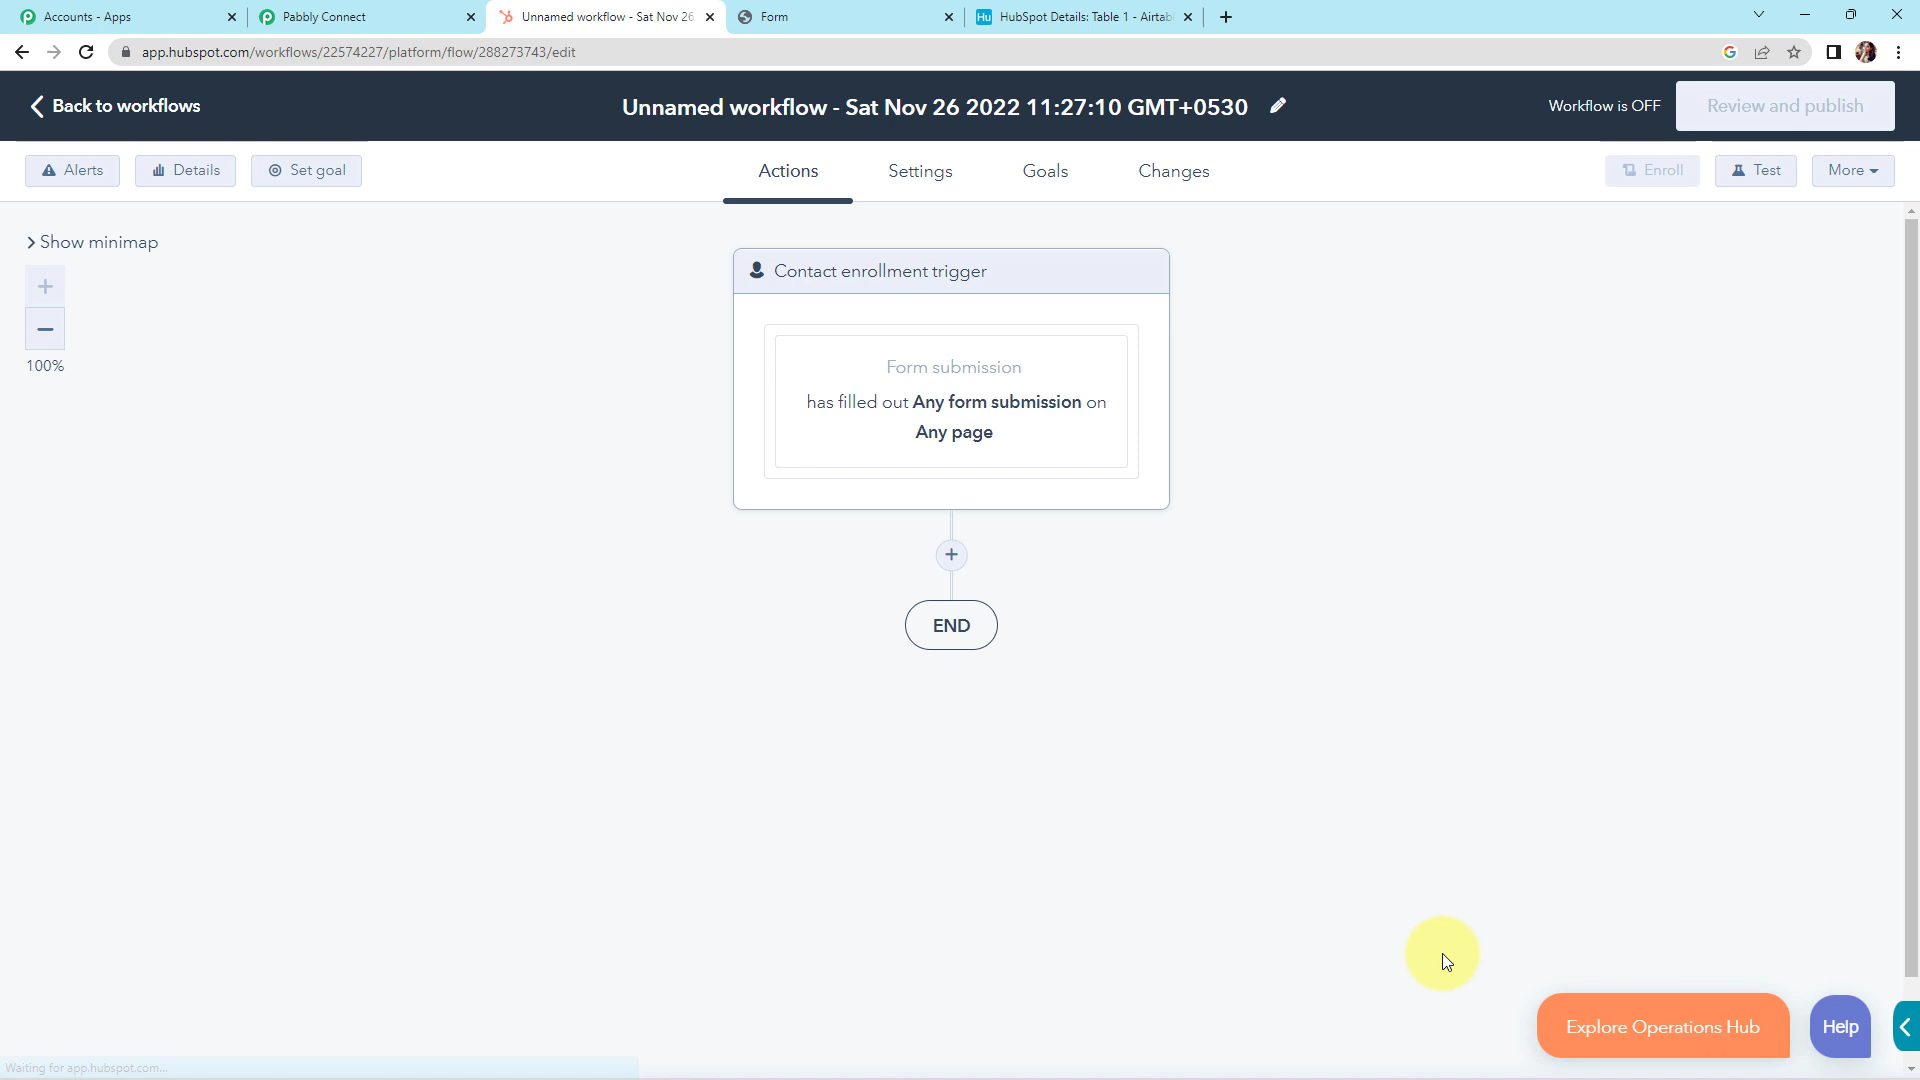 Accounts - Apps
Pabbly Connect
Unnamed workflow - Sat Nov 26
Form
Hu
HubSpot Details: Table 1 - Airtab
app.hubspot.com/workflows/22574227/platform/flow/288273743/edit
Back to workflows
Unnamed workflow - Sat Nov 26 2022 11:27:10 GMT+0530
Workflow is OFF
Review and publish
Alerts
Details
Set goal
Actions
Settings
Goals
Changes
Enroll
Test
More
Show minimap
+
−
100%
Contact enrollment trigger
Form submission
has filled out Any form submission on
Any page
+
END
Explore Operations Hub
Help
Waiting for app.hubspot.com...